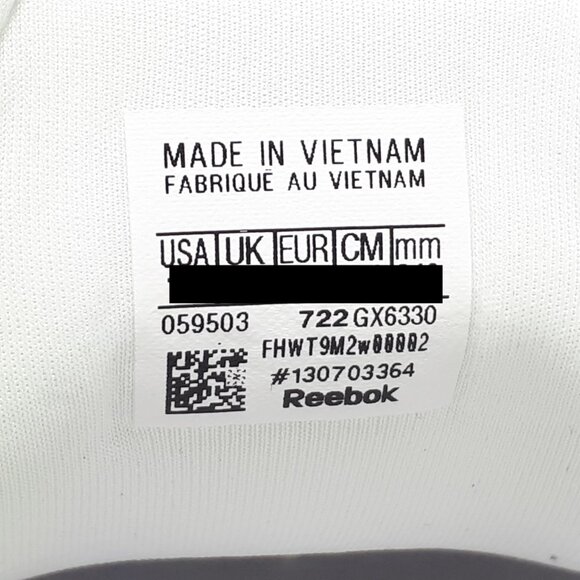 MADE IN VIETNAM
FABRIQUÉ AU VIETNAM
USA UK EUR CM mm
059503 722 GX6330
FHWT9M2w00002
#130703364
Reebok